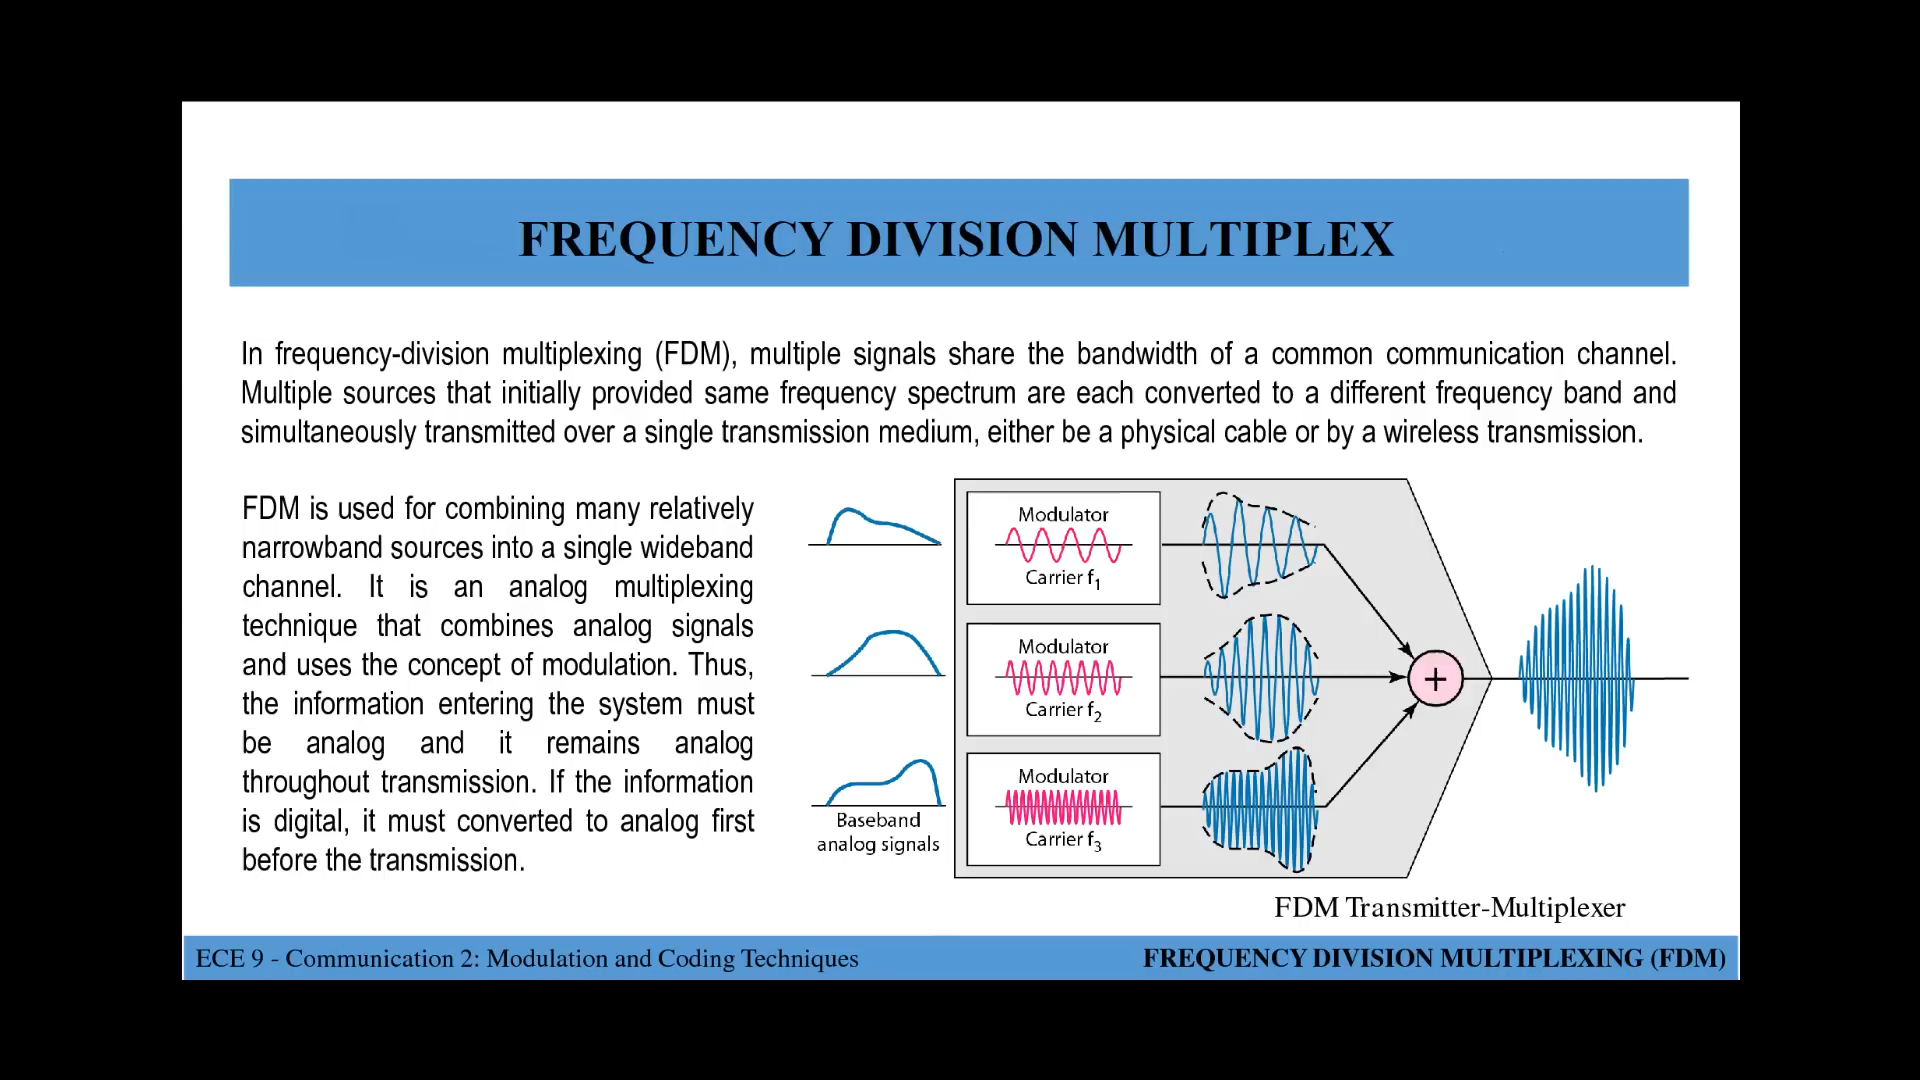 FREQUENCY DIVISION MULTIPLEX
In frequency-division multiplexing (FDM), multiple signals share the bandwidth of a common communication channel.
Multiple sources that initially provided same frequency spectrum are each converted to a different frequency band and
simultaneously transmitted over a single transmission medium, either be a physical cable or by a wireless transmission.
FDM is used for combining many relatively
narrowband sources into a single wideband
channel. It is an analog multiplexing
technique that combines analog signals
and uses the concept of modulation. Thus,
the information entering the system must
be analog and it remains analog
throughout transmission. If the information
is digital, it must converted to analog first
before the transmission.
Modulator
Carrier f1
Modulator
Carrier f2
Modulator
Carrier f3
Baseband
analog signals
+
FDM Transmitter-Multiplexer
ECE 9 - Communication 2: Modulation and Coding Techniques
FREQUENCY DIVISION MULTIPLEXING (FDM)